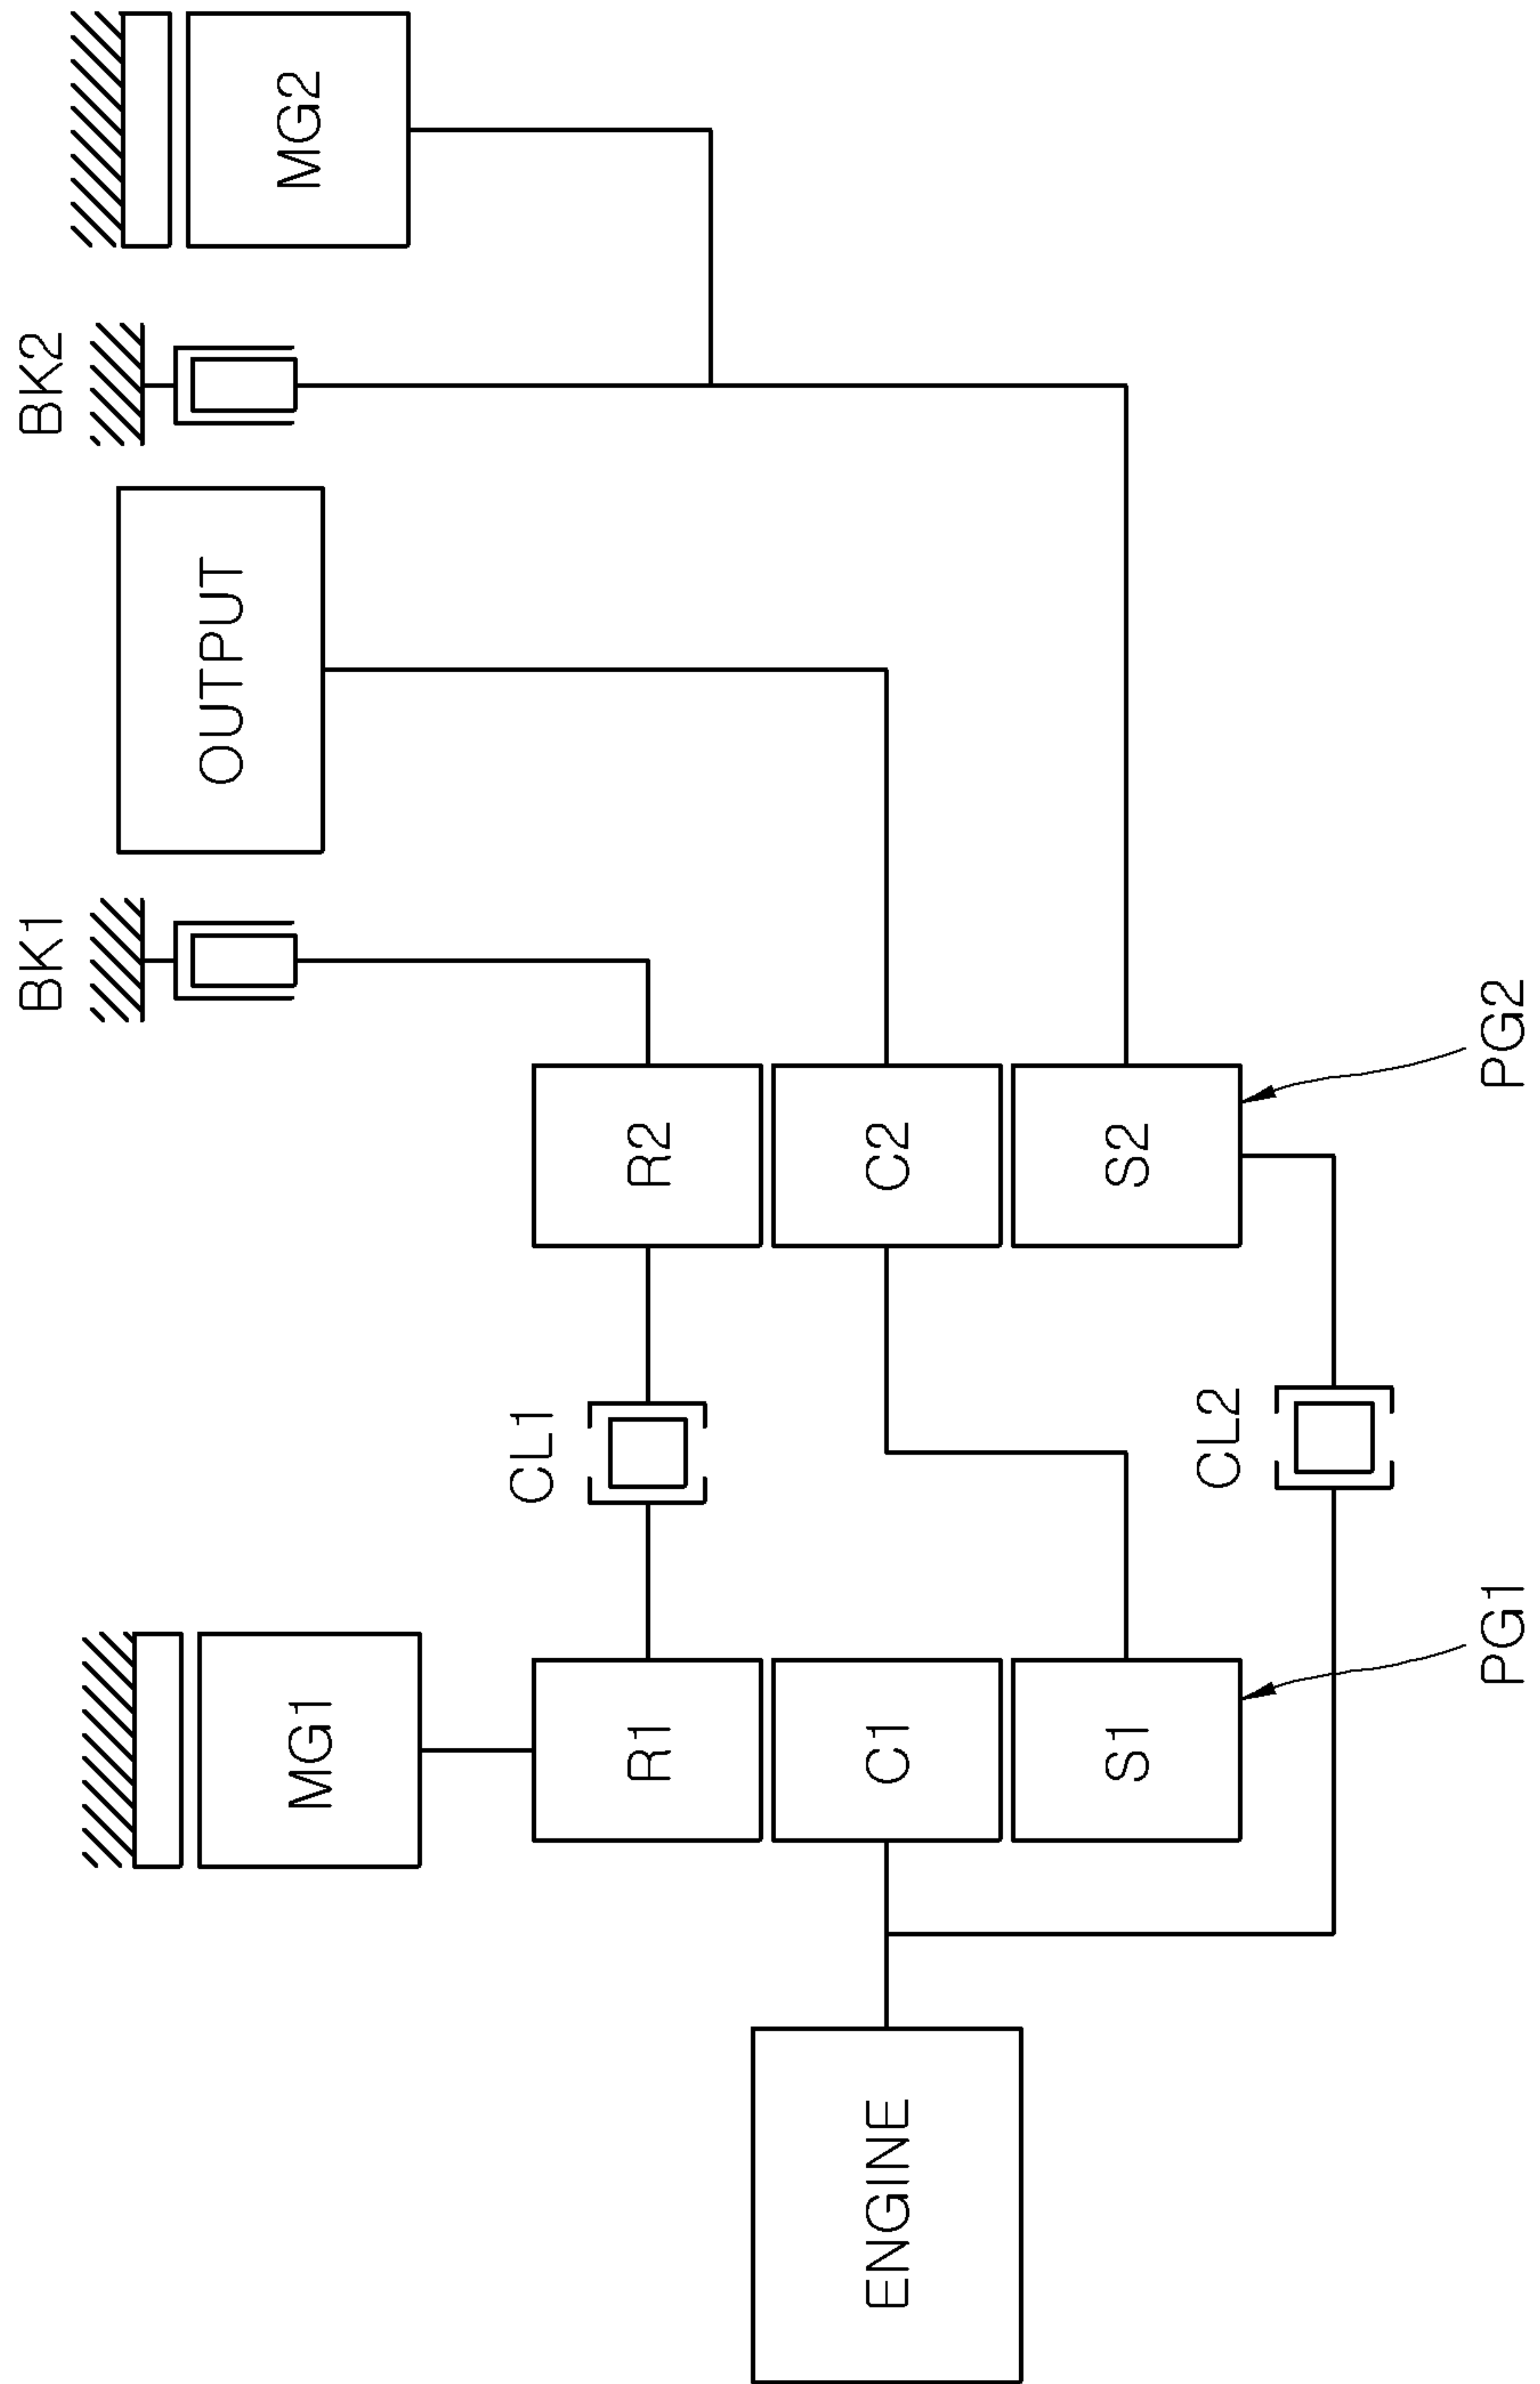 BK1
BK2
MG1
OUTPUT
MG2
CL1
R1
R2
ENGINE
C1
C2
S1
S2
CL2
PG1
PG2